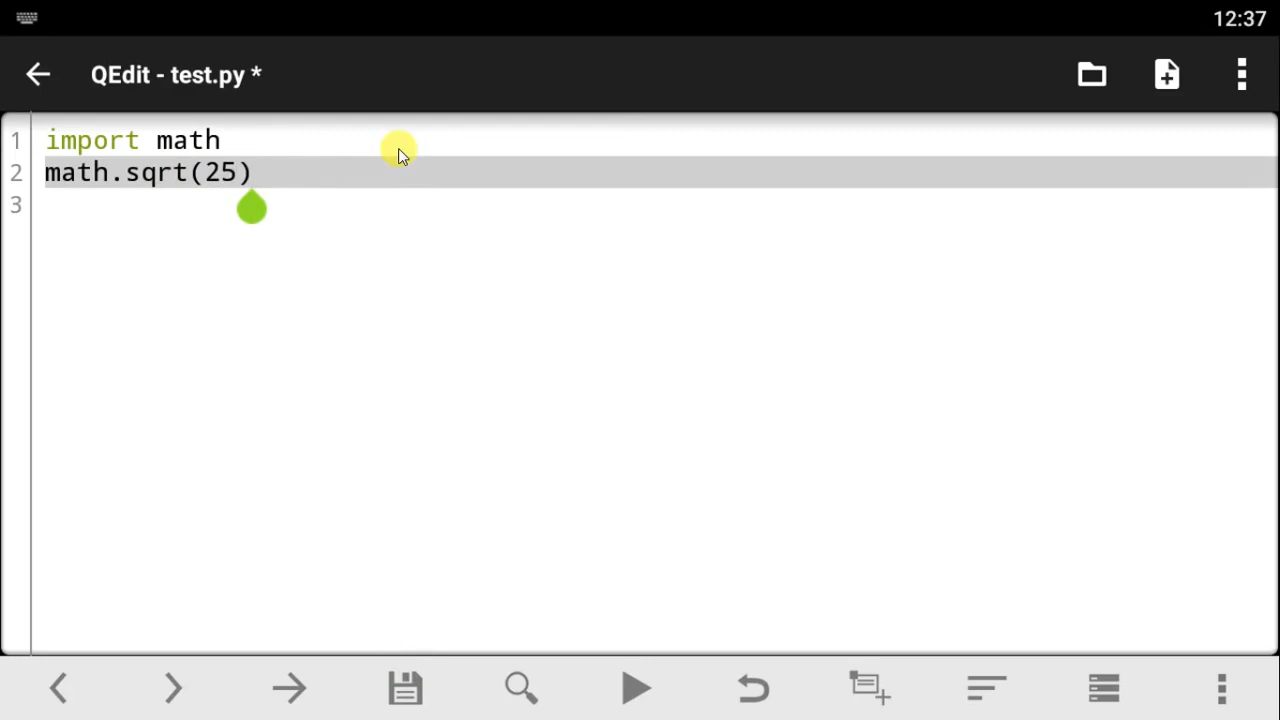 12:37
QEdit - test.py *
1 import math
2 math.sqrt(25)
3